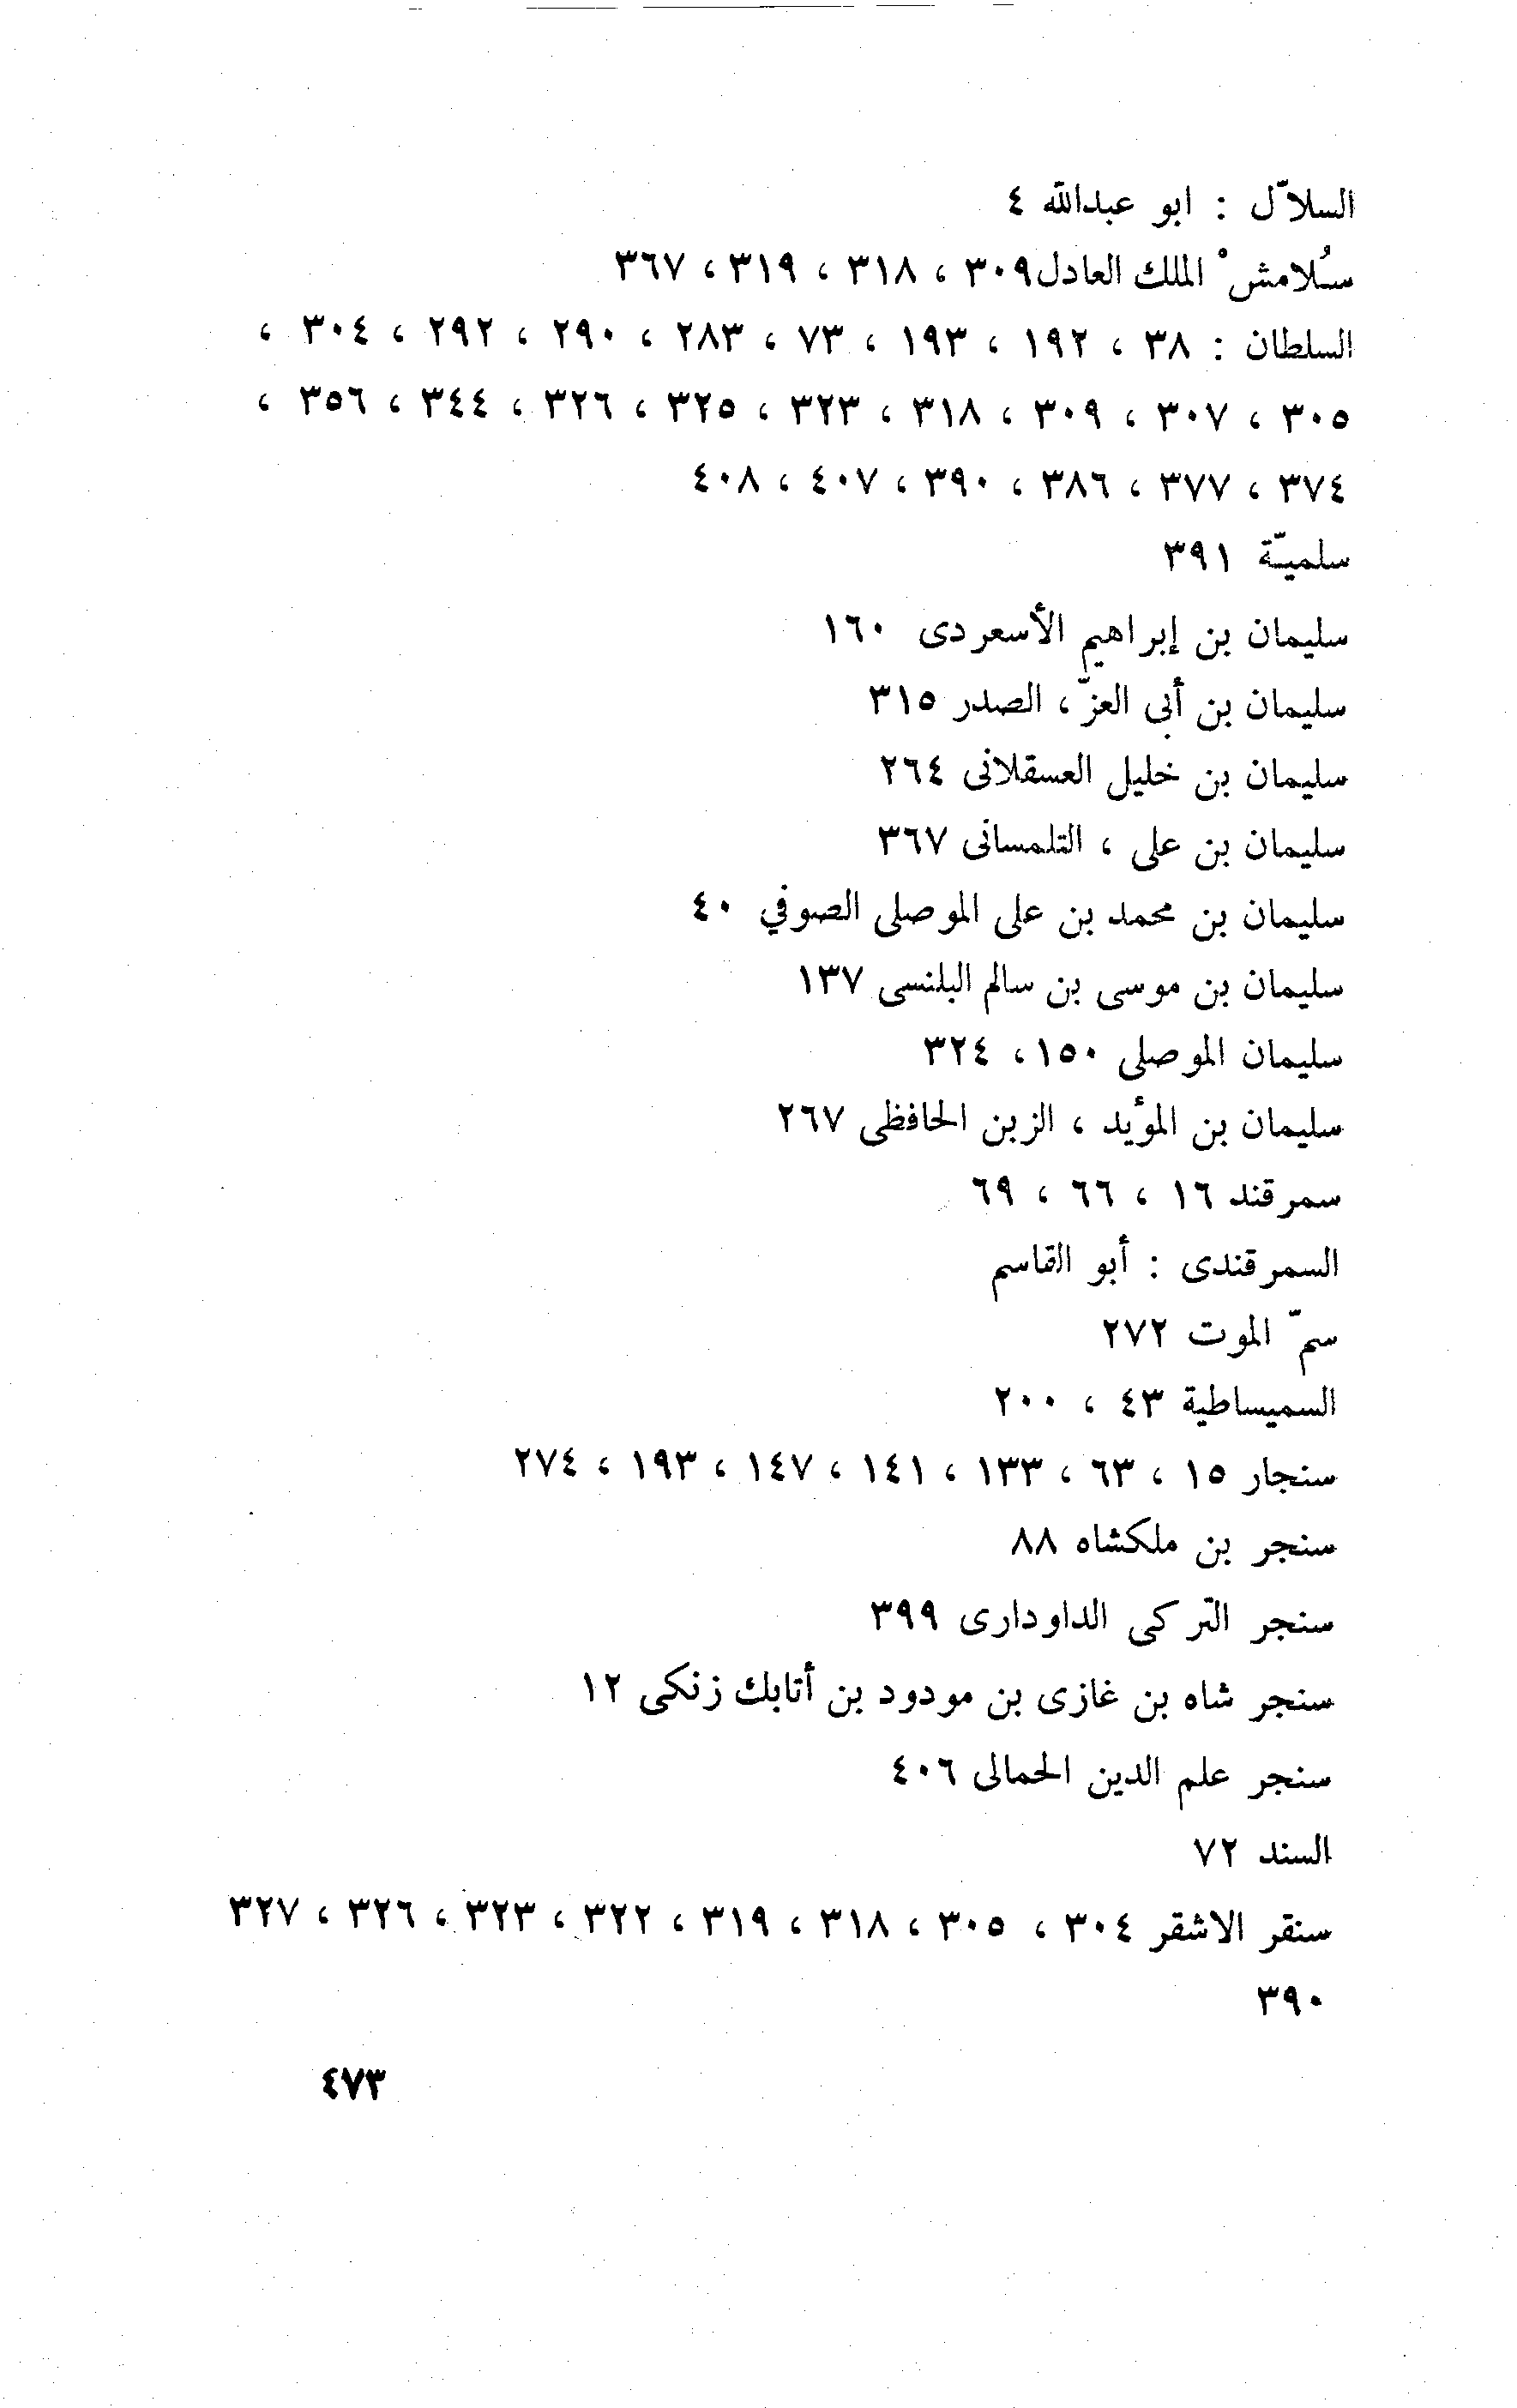 السلاّل : ابو عبدالله ٤
سُلامشْ الملك العادل٣٠٩ ، ٣١٨ ، ٣١٩ ، ٣٦٧
السلطان : ٣٨ ، ١٩٢ ، ١٩٣ ، ٧٣ ، ٢٨٣ ، ٢٩٠ ، ٢٩٢ ، ٣٠٤ ،
٣٠٥ ، ٣٠٧ ، ٣٠٩ ، ٣١٨ ، ٣٢٣ ، ٣٢٥ ، ٣٢٦ ، ٣٤٤ ، ٣٥٦ ،
٣٧٤ ، ٣٧٧ ، ٣٨٦ ، ٣٩٠ ، ٤٠٧ ، ٤٠٨
سلميّة ٣٩١
سليمان بن إبراهيم الأسعردى ١٦٠
سليمان بن أبى العزّ ، الصدر ٣١٥
سليمان بن خليل العسقلانى ٢٦٤
سليمان بن على ، التلمسانى ٣٦٧
سليمان بن محمد بن على الموصلى الصوفي ٤٠
سليمان بن موسى بن سالم البلنسى ١٣٧
سليمان الموصلى ١٥٠ ، ٣٢٤
سليمان بن المؤيد ، الزين الحافظى ٢٦٧
سمرقند ١٦ ، ٦٦ ، ٦٩
السمرقندى : أبو القاسم
سمّ الموت ٢٧٢
السميساطية ٤٣ ، ٢٠٠
سنجار ١٥ ، ٦٣ ، ١٣٣ ، ١٤١ ، ١٤٧ ، ١٩٣ ، ٢٧٤
سنجر بن ملكشاه ٨٨
سنجر التركى الداودارى ٣٩٩
سنجر شاه بن غازى بن مودود بن أتابك زنكى ١٢
سنجر علم الدين الحمالى ٤٠٦
السند ٧٢
سنقر الاشقر ٣٠٤ ، ٣٠٥ ، ٣١٨ ، ٣١٩ ، ٣٢٢ ، ٣٢٣ ، ٣٢٦ ، ٣٢٧
٣٩٠
٤٧٣